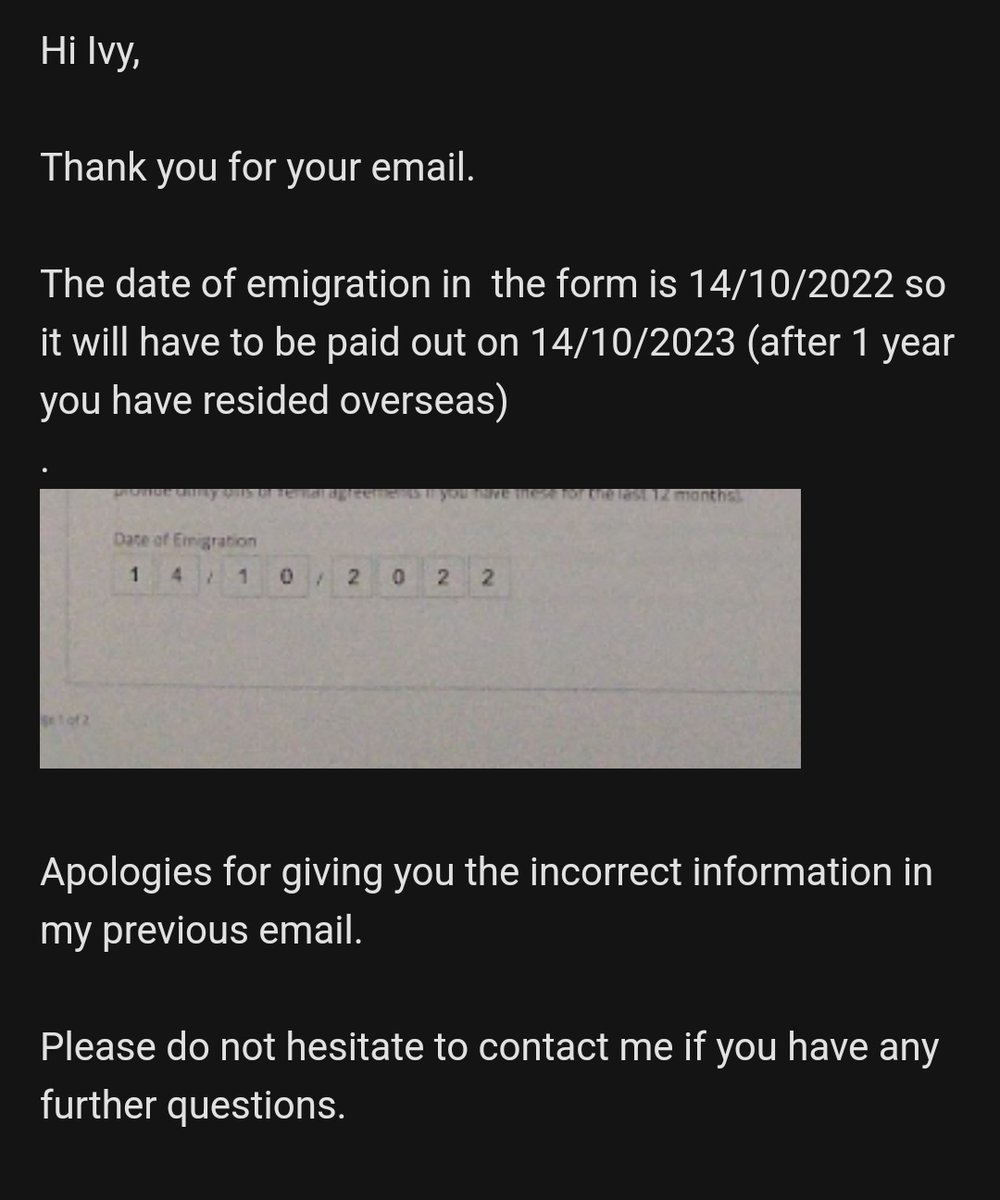 Hi Ivy,
Thank you for your email.
The date of emigration in  the form is 14/10/2022 so
it will have to be paid out on 14/10/2023 (after 1 year
you have resided overseas)
.
provide utility bills or rental agreements if you have these for the last 12 months).
Date of Emigration
1 4 / 1 0 / 2 0 2 2
1 of 2
Apologies for giving you the incorrect information in
my previous email.
Please do not hesitate to contact me if you have any
further questions.